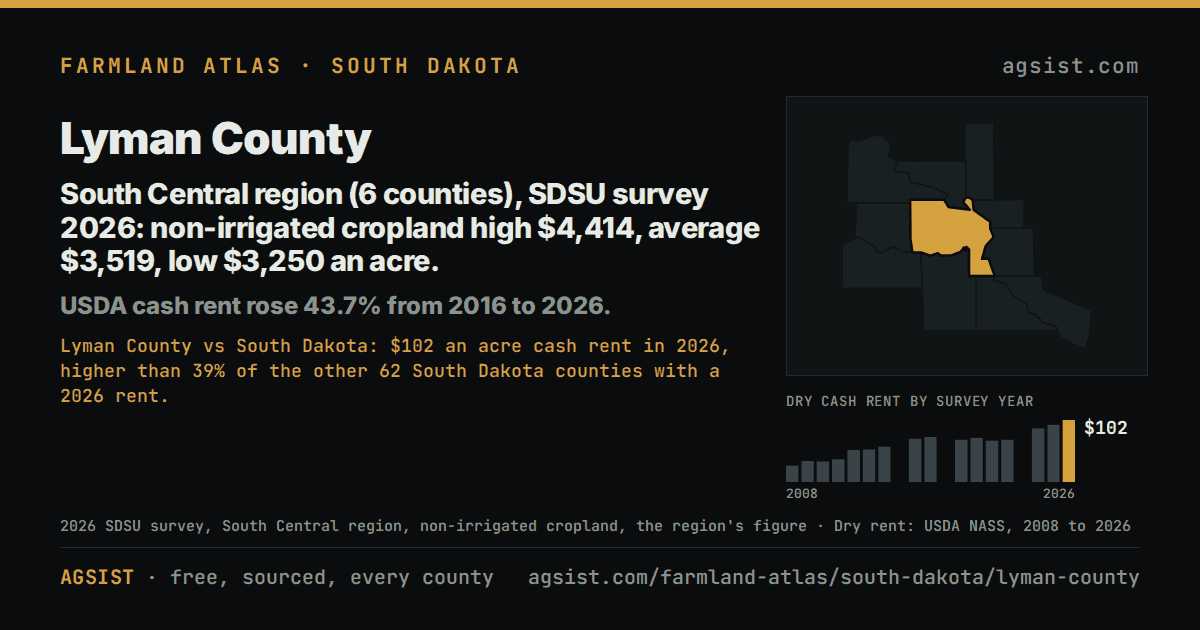 FARMLAND ATLAS · SOUTH DAKOTA
agsist.com
Lyman County
South Central region (6 counties), SDSU survey
2026: non-irrigated cropland high $4,414, average
$3,519, low $3,250 an acre.
USDA cash rent rose 43.7% from 2016 to 2026.
Lyman County vs South Dakota: $102 an acre cash rent in 2026,
higher than 39% of the other 62 South Dakota counties with a
2026 rent.
DRY CASH RENT BY SURVEY YEAR
$102
2008
2026
2026 SDSU survey, South Central region, non-irrigated cropland, the region's figure · Dry rent: USDA NASS, 2008 to 2026
AGSIST · free, sourced, every county
agsist.com/farmland-atlas/south-dakota/lyman-county